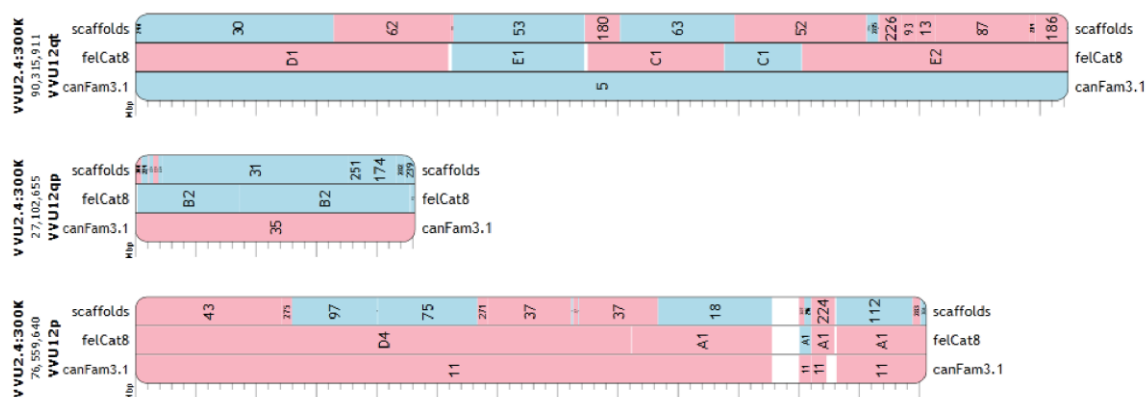 VVU2.4:300K
90,315,911
VVU12qt
scaffolds 30 62 53 180 63 52 226 93 13 87 186 scaffolds
felCat8 D1 E1 C1 C1 E2 felCat8
canFam3.1 5 canFam3.1
Mbp
VVU2.4:300K
27,102,655
VVU12qp
scaffolds 31 251 174 239 scaffolds
felCat8 B2 B2 felCat8
canFam3.1 35 canFam3.1
Mbp
VVU2.4:300K
76,559,640
VVU12p
scaffolds 43 275 97 75 271 37 37 18 224 112 scaffolds
felCat8 D4 A1 A1 A1 A1 felCat8
canFam3.1 11 11 11 11 canFam3.1
Mbp